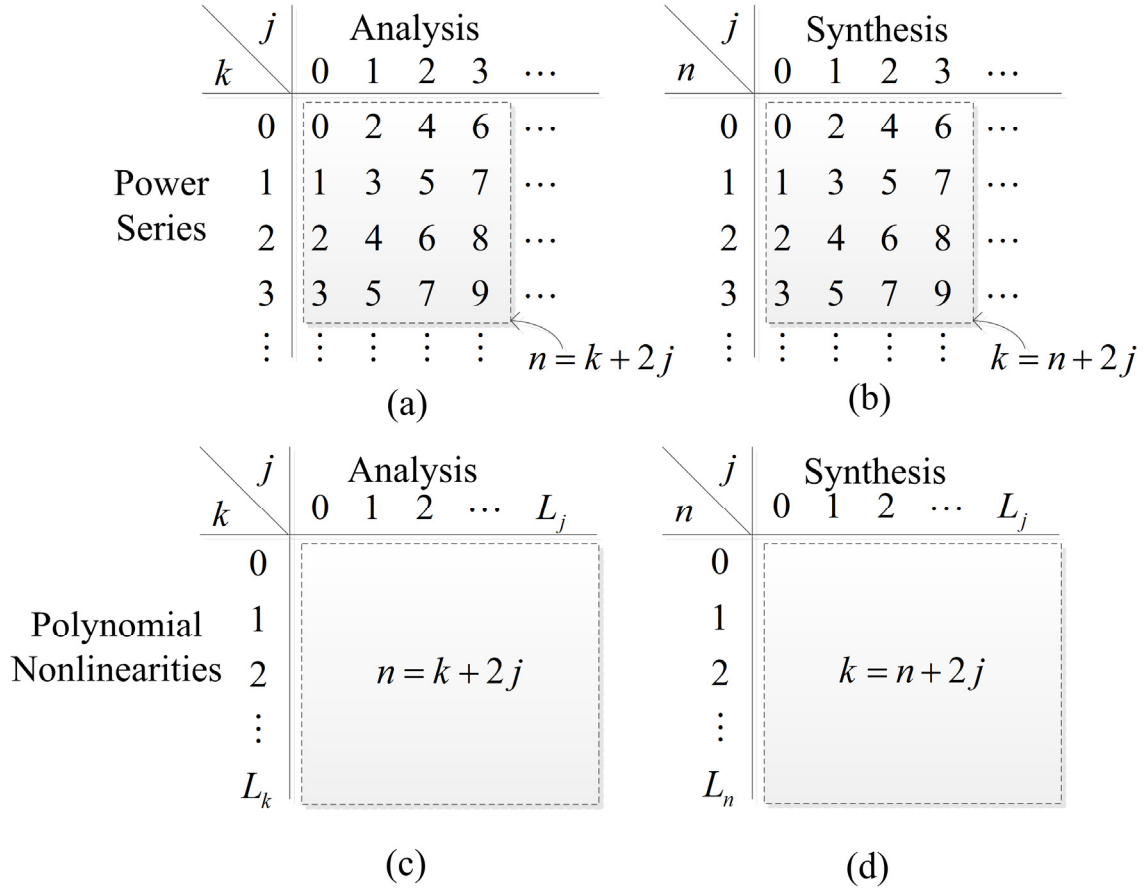 j Analysis
k 0 1 2 3 ⋯
0 0 2 4 6 ⋯
1 1 3 5 7 ⋯
2 2 4 6 8 ⋯
3 3 5 7 9 ⋯
⋮ ⋮ ⋮ ⋮ ⋮
n = k + 2j
Power
Series
(a)
j Synthesis
n 0 1 2 3 ⋯
0 0 2 4 6 ⋯
1 1 3 5 7 ⋯
2 2 4 6 8 ⋯
3 3 5 7 9 ⋯
⋮ ⋮ ⋮ ⋮ ⋮
k = n + 2j
(b)
j Analysis
k 0 1 2 ⋯ L_j
0
1
2
⋮
L_k
n = k + 2j
Polynomial
Nonlinearities
(c)
j Synthesis
n 0 1 2 ⋯ L_j
0
1
2
⋮
L_n
k = n + 2j
(d)